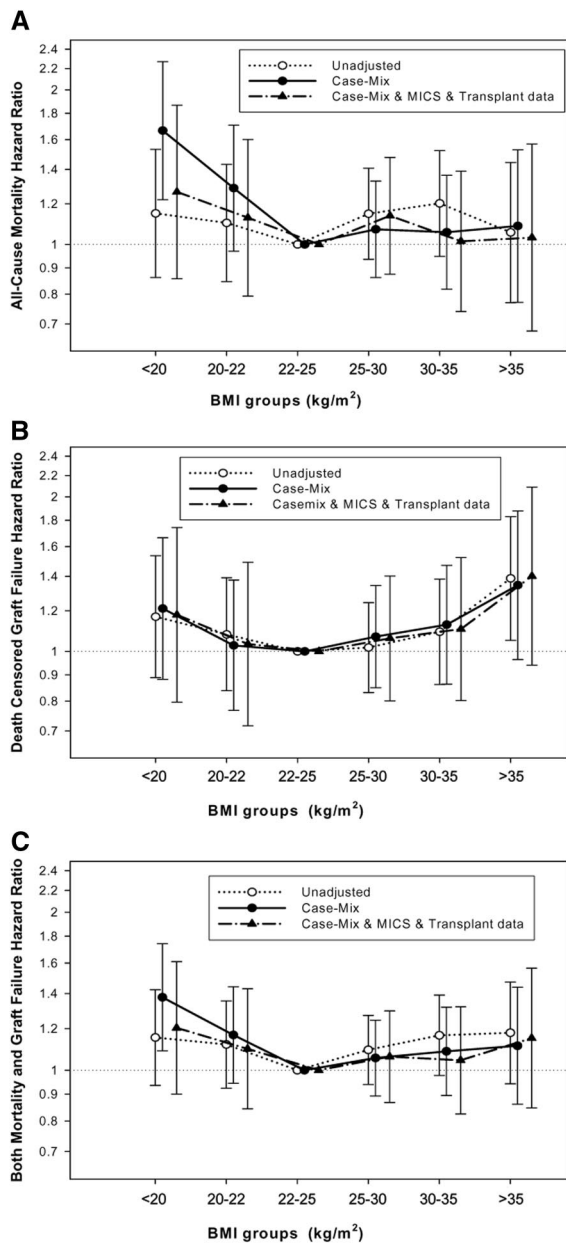 A
All-Cause Mortality Hazard Ratio
2.4
2.2
2
1.8
1.6
1.4
1.2
1
0.9
0.8
0.7
Unadjusted
Case-Mix
Case-Mix & MICS & Transplant data
<20 20-22 22-25 25-30 30-35 >35
BMI groups (kg/m²)
B
Death Censored Graft Failure Hazard Ratio
2.4
2.2
2
1.8
1.6
1.4
1.2
1
0.9
0.8
0.7
Unadjusted
Case-Mix
Casemix & MICS & Transplant data
<20 20-22 22-25 25-30 30-35 >35
BMI groups (kg/m²)
C
Both Mortality and Graft Failure Hazard Ratio
2.4
2.2
2
1.8
1.6
1.4
1.2
1
0.9
0.8
0.7
Unadjusted
Case-Mix
Case-Mix & MICS & Transplant data
<20 20-22 22-25 25-30 30-35 >35
BMI groups (kg/m²)